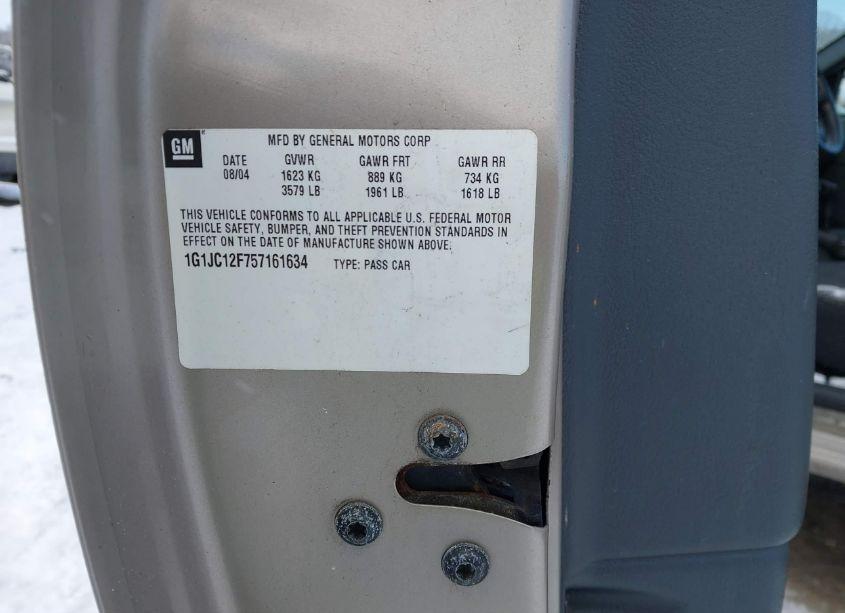 GM
MFD BY GENERAL MOTORS CORP
DATE GVWR GAWR FRT GAWR RR
08/04 1623 KG 889 KG 734 KG
3579 LB 1961 LB 1618 LB
THIS VEHICLE CONFORMS TO ALL APPLICABLE U.S. FEDERAL MOTOR
VEHICLE SAFETY, BUMPER, AND THEFT PREVENTION STANDARDS IN
EFFECT ON THE DATE OF MANUFACTURE SHOWN ABOVE.
1G1JC12F757161634 TYPE: PASS CAR